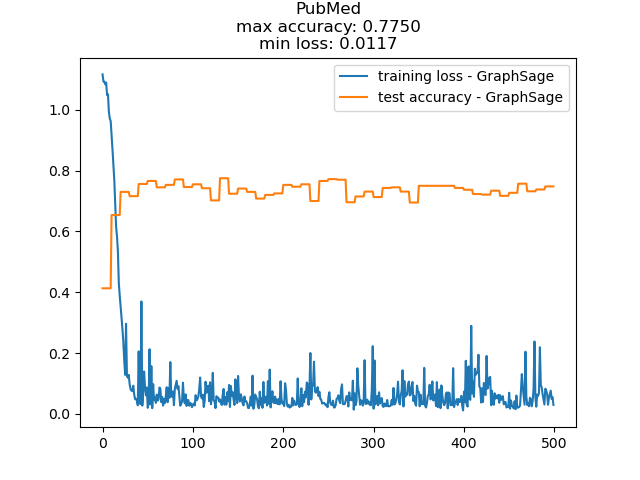 PubMed
max accuracy: 0.7750
min loss: 0.0117
training loss - GraphSage
test accuracy - GraphSage
1.0
0.8
0.6
0.4
0.2
0.0
0 100 200 300 400 500